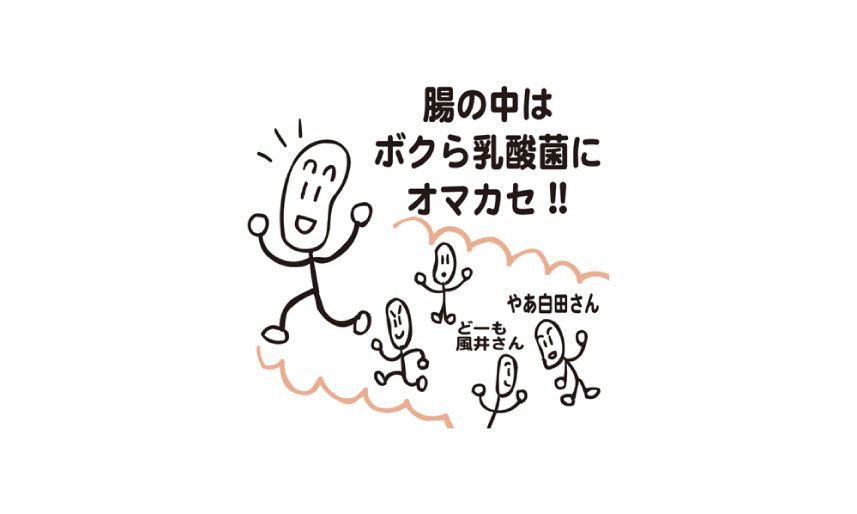 腸の中は
ボクら乳酸菌に
オマカセ!!
やあ白田さん
どーも
風井さん